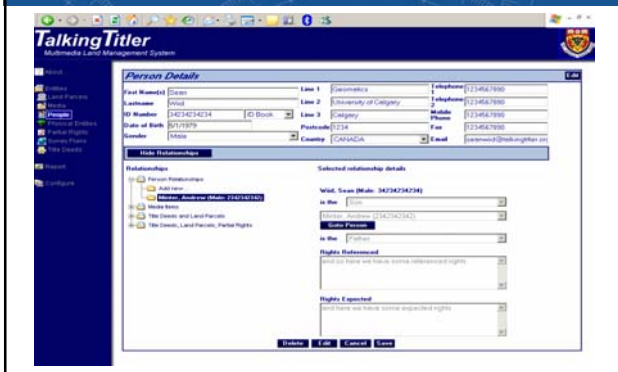 TalkingTitler
Multimedia Land Management System
About
Entities
Land Parcels
Media
People
Physical Entities
Partial Rights
Survey Plans
Title Deeds
Report
Configure
Person Details
Edit
First Name(s) Sean
Line 1 Geomatics
Telephone 1 1234567890
Lastname Wiid
Line 2 University of Calgary
Telephone 2 1234567890
ID Number 34234234234 ID Book
Line 3 Calgary
Mobile Phone 1234567890
Date of Birth 5/1/1979
Postcode 1234
Fax 1234567890
Gender Male
Country CANADA
Email
Hide Relationships
Relationships
Person Relationships
Add new...
Minter, Andrew (Male: 2342342342)
Media Items
Title Deeds and Land Parcels
Title Deeds, Land Parcels, Partial Rights
Selected relationship details
Wiid, Sean (Male: 34234234234)
is the Son
Minter, Andrew (2342342342)
Goto Person
is the Father
Rights Referenced
and so here we have some referenced rights
Rights Expected
and here we have some expected rights
Delete Edit Cancel Save